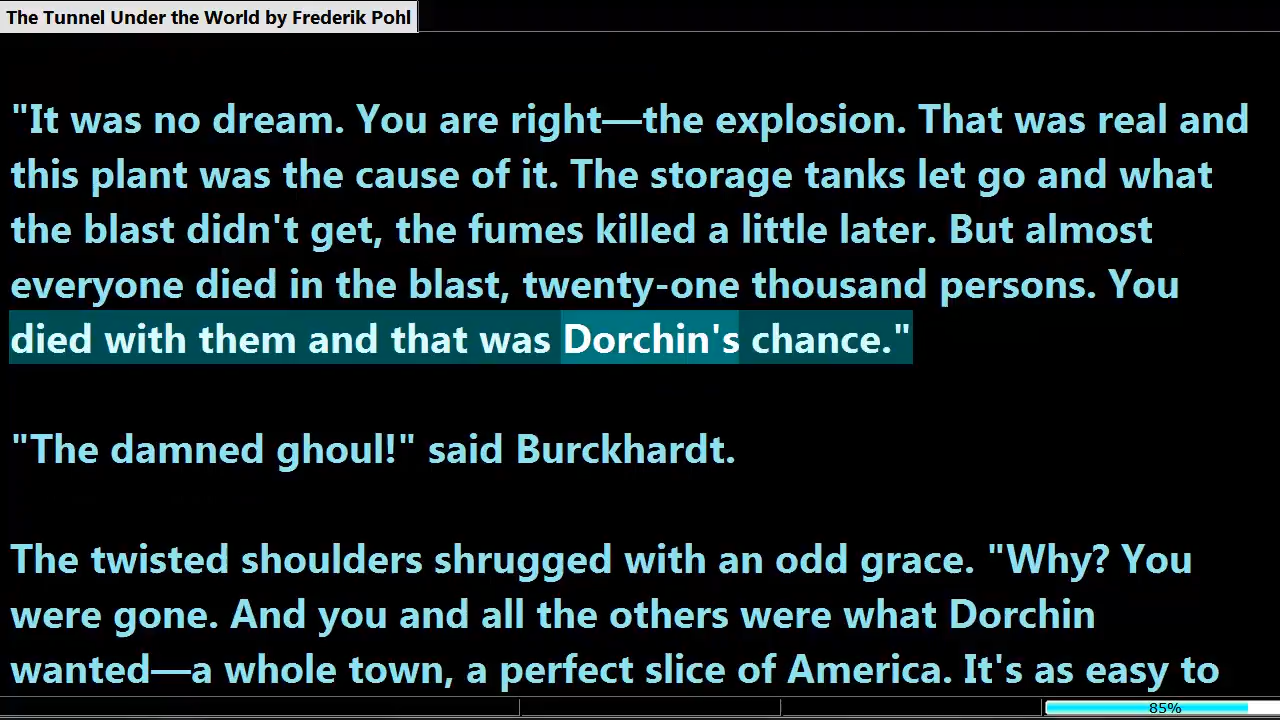 The Tunnel Under the World by Frederik Pohl
"It was no dream. You are right—the explosion. That was real and
this plant was the cause of it. The storage tanks let go and what
the blast didn't get, the fumes killed a little later. But almost
everyone died in the blast, twenty-one thousand persons. You
died with them and that was Dorchin's chance."
"The damned ghoul!" said Burckhardt.
The twisted shoulders shrugged with an odd grace. "Why? You
were gone. And you and all the others were what Dorchin
wanted—a whole town, a perfect slice of America. It's as easy to
85%